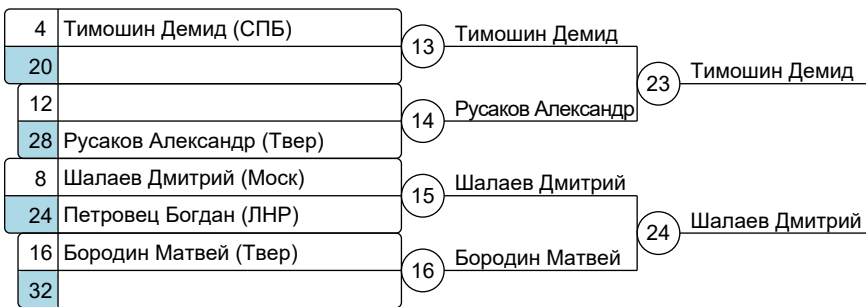 4 Тимошин Демид (СПБ)
20
12
28 Русаков Александр (Твер)
8 Шалаев Дмитрий (Моск)
24 Петровец Богдан (ЛНР)
16 Бородин Матвей (Твер)
32
13 Тимошин Демид
14 Русаков Александр
15 Шалаев Дмитрий
16 Бородин Матвей
23 Тимошин Демид
24 Шалаев Дмитрий